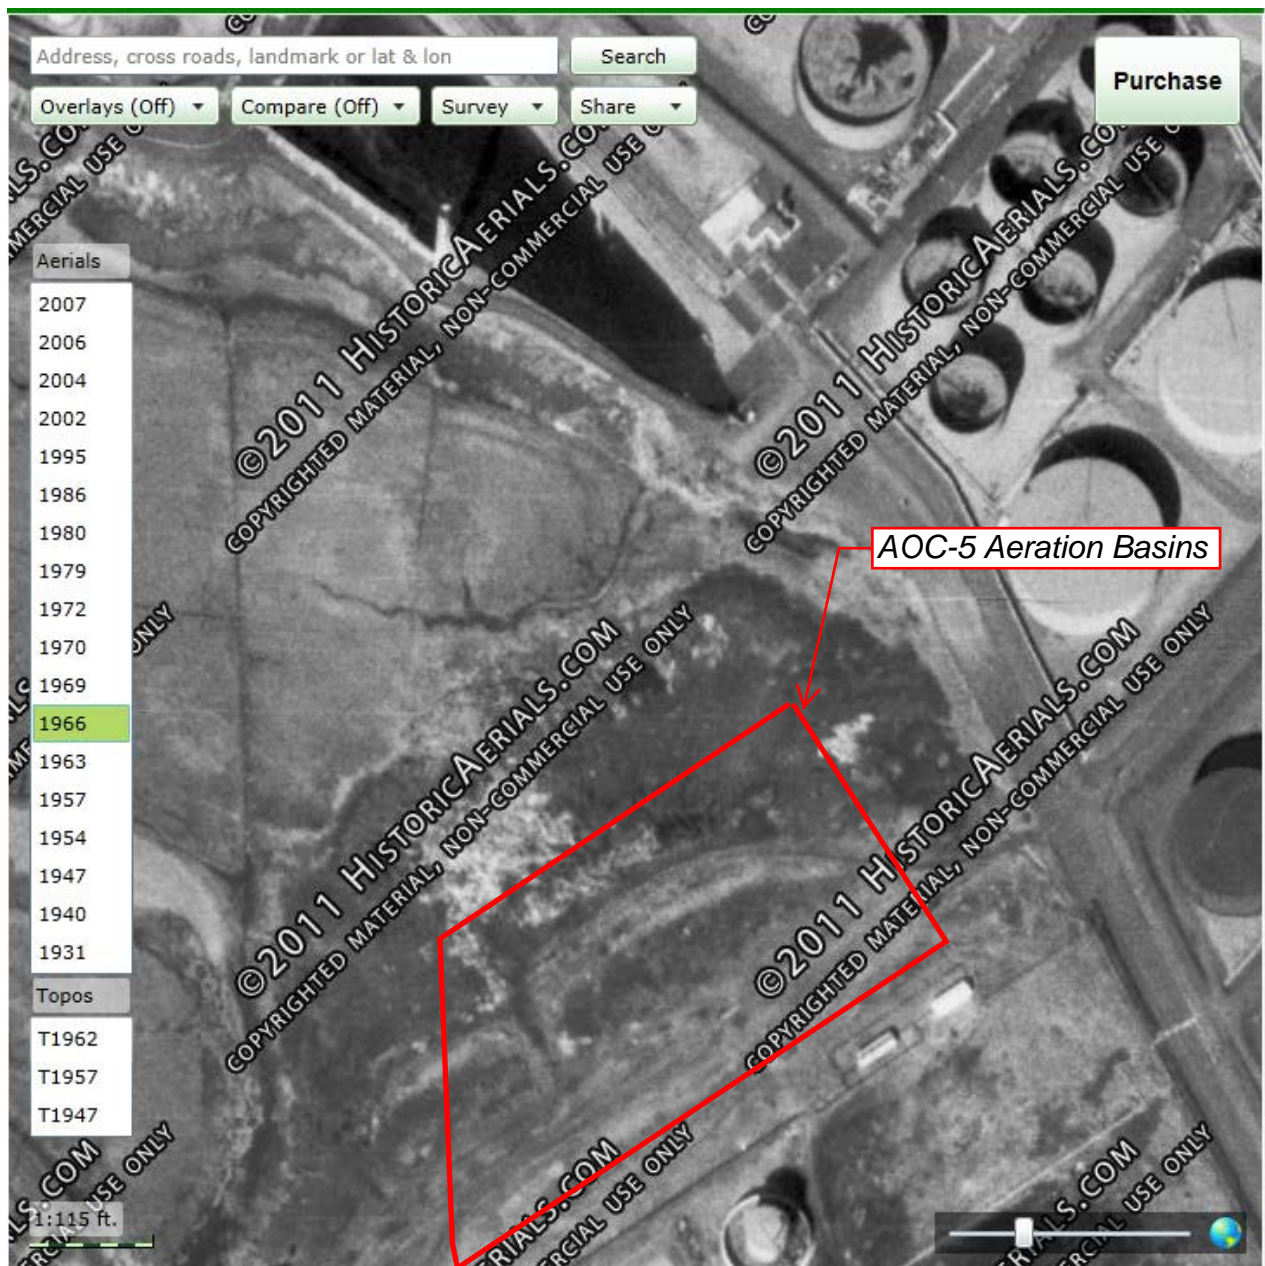 Address, cross roads, landmark or lat & lon
Search
Purchase
Overlays (Off)
Compare (Off)
Survey
Share
Aerials
2007
2006
2004
2002
1995
1986
1980
1979
1972
1970
1969
1966
1963
1957
1954
1947
1940
1931
Topos
T1962
T1957
T1947
1:115 ft.
AOC-5 Aeration Basins
©2011 HISTORICAERIALS.COM
COPYRIGHTED MATERIAL, NON-COMMERCIAL USE
©2011 HISTORICAERIALS.COM
COPYRIGHTED MATERIAL, NON-COMMERCIAL USE
©2011 HISTORICAERIALS.COM
COPYRIGHTED MATERIAL, NON-COMMERCIAL USE ONLY
©2011 HISTORICAERIALS.COM
COPYRIGHTED MATERIAL, NON-COMMERCIAL USE ONLY